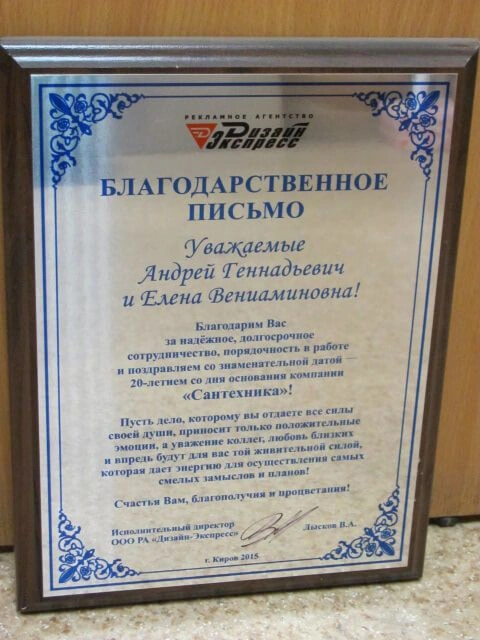 РЕКЛАМНОЕ АГЕНТСТВО
Дизайн
Экспресс
БЛАГОДАРСТВЕННОЕ
ПИСЬМО
Уважаемые
Андрей Геннадьевич
и Елена Вениаминовна!
Благодарим Вас
за надёжное, долгосрочное
сотрудничество, порядочность в работе
и поздравляем со знаменательной датой —
20-летием со дня основания компании
«Сантехника»!
Пусть дело, которому вы отдаете все силы
своей души, приносит только положительные
эмоции, а уважение коллег, любовь близких
и впредь будут для вас той живительной силой,
которая дает энергию для осуществления самых
смелых замыслов и планов!
Счастья Вам, благополучия и процветания!
Исполнительный директор
ООО РА «Дизайн-Экспресс» Лысков В.А.
г. Киров 2015